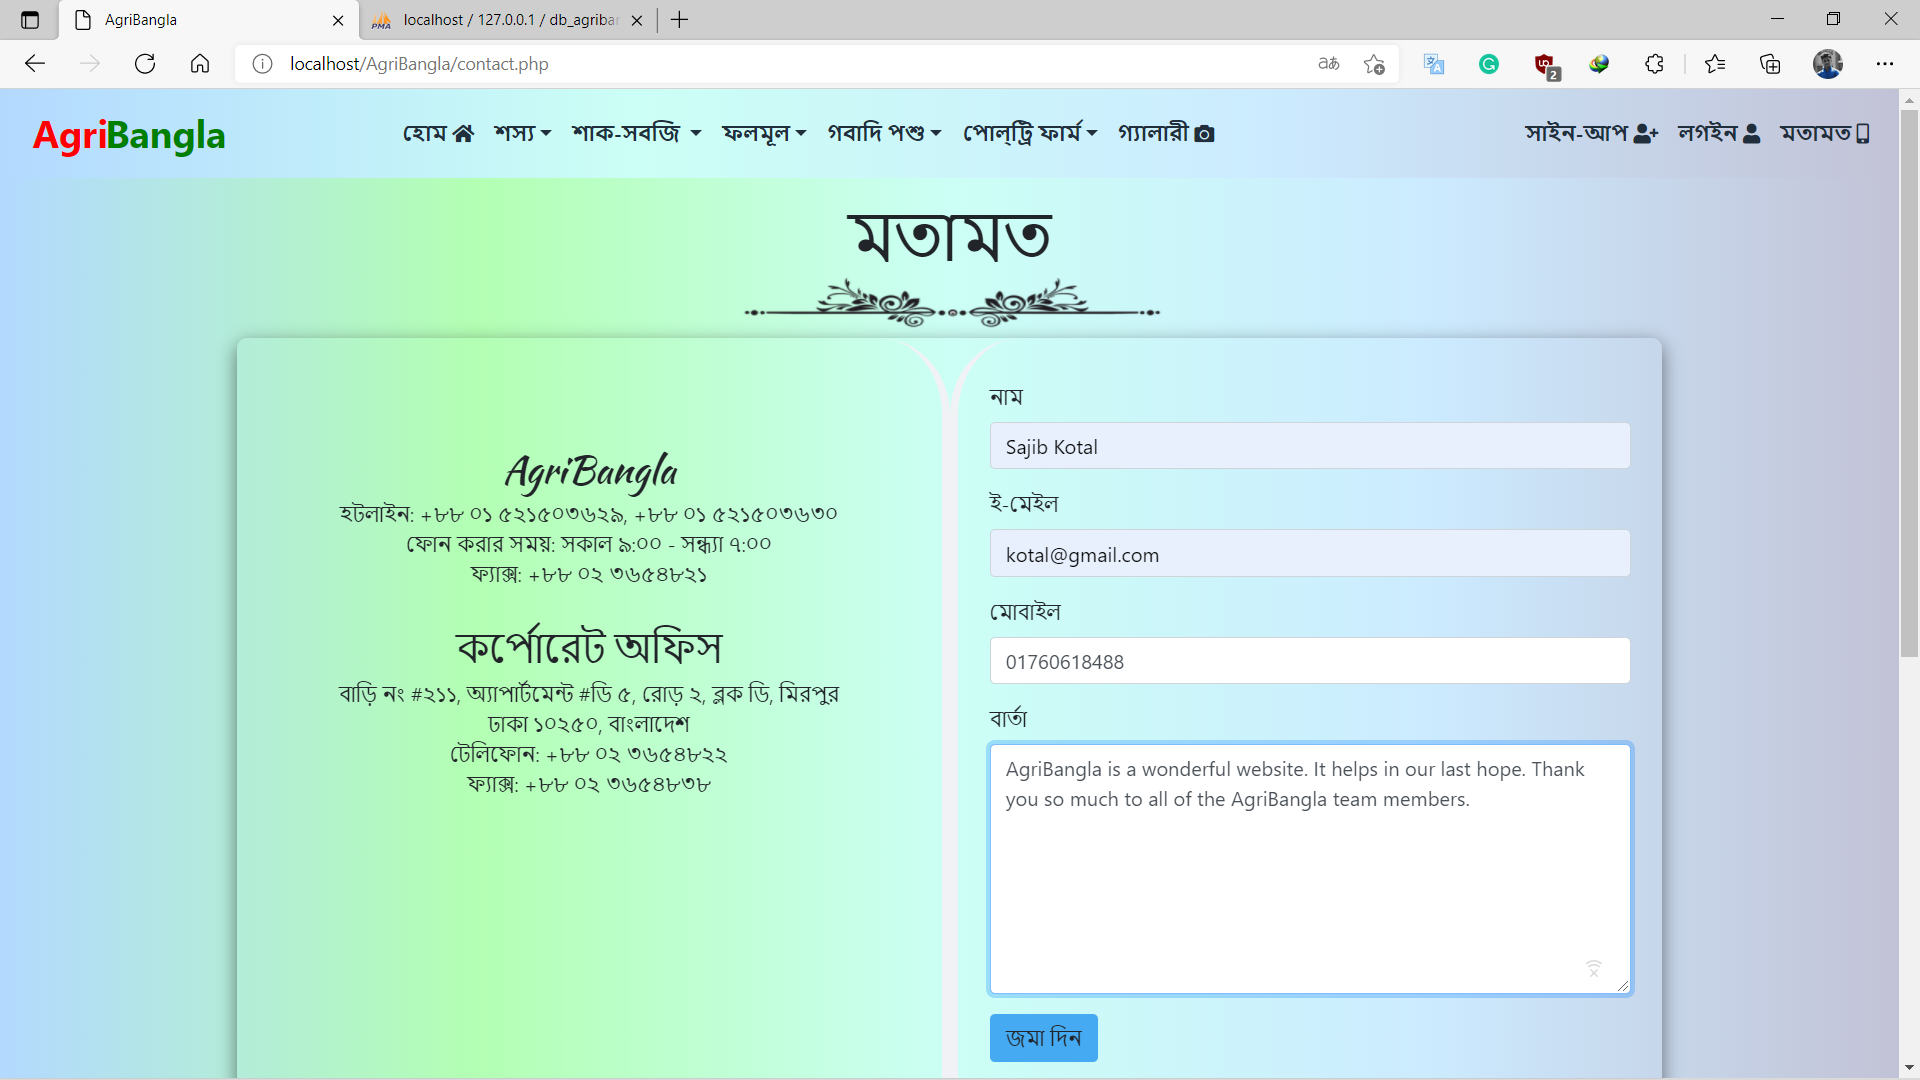 AgriBangla
localhost / 127.0.0.1 / db_agribar
localhost/AgriBangla/contact.php
2
AgriBangla
হোম শস্য শাক-সবজি ফলমূল গবাদি পশু পোল্ট্রি ফার্ম গ্যালারী সাইন-আপ লগইন মতামত
মতামত
AgriBangla
হটলাইন: +৮৮ ০১ ৫২১৫০৩৬২৯, +৮৮ ০১ ৫২১৫০৩৬৩০
ফোন করার সময়: সকাল ৯:০০ - সন্ধ্যা ৭:০০
ফ্যাক্স: +৮৮ ০২ ৩৬৫৪৮২১
কর্পোরেট অফিস
বাড়ি নং #২১১, অ্যাপার্টমেন্ট #ডি ৫, রোড় ২, ব্লক ডি, মিরপুর
ঢাকা ১০২৫০, বাংলাদেশ
টেলিফোন: +৮৮ ০২ ৩৬৫৪৮২২
ফ্যাক্স: +৮৮ ০২ ৩৬৫৪৮৩৮
নাম
Sajib Kotal
ই-মেইল
kotal@gmail.com
মোবাইল
01760618488
বার্তা
AgriBangla is a wonderful website. It helps in our last hope. Thank
you so much to all of the AgriBangla team members.
জমা দিন